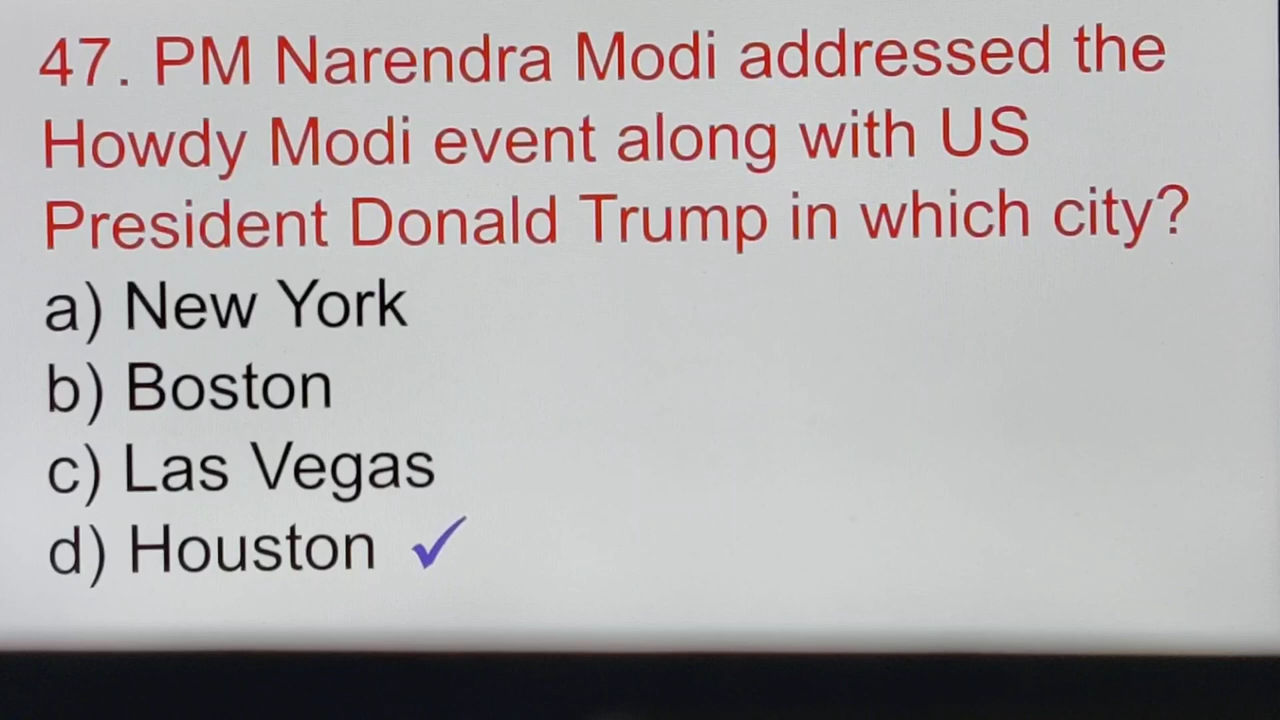 47. PM Narendra Modi addressed the
Howdy Modi event along with US
President Donald Trump in which city?
a) New York
b) Boston
c) Las Vegas
d) Houston ✓